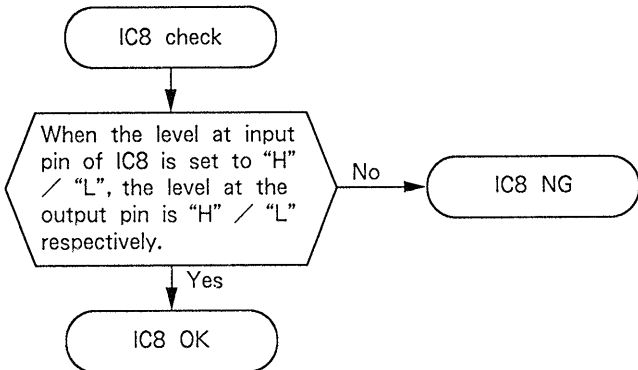 IC8 check
When the level at input
pin of IC8 is set to “H”
／ “L”, the level at the
output pin is “H” ／ “L”
respectively.
No
IC8 NG
Yes
IC8 OK